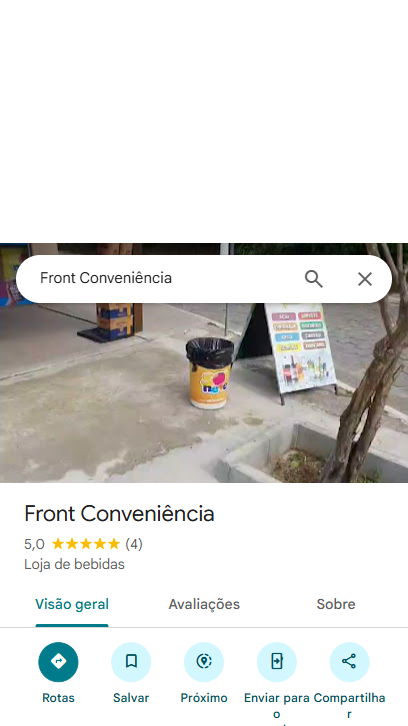 Front Conveniência
Front Conveniência
5,0 ★★★★★ (4)
Loja de bebidas
Visão geral
Avaliações
Sobre
Rotas
Salvar
Próximo
Enviar para
o
Compartilha
r